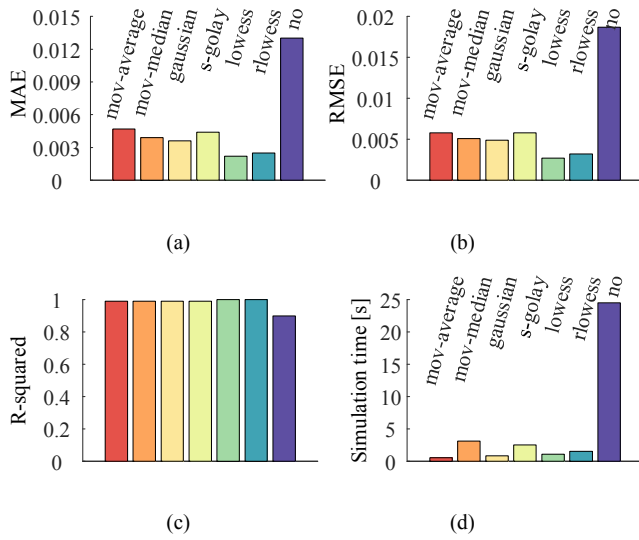 0.015
0.012
0.009
0.006
0.003
0
MAE
mov-average
mov-median
gaussian
s-golay
lowess
rlowess
no
(a)
0.02
0.015
0.01
0.005
0
RMSE
mov-average
mov-median
gaussian
s-golay
lowess
rlowess
no
(b)
1
0.8
0.6
0.4
0.2
0
R-squared
(c)
25
20
15
10
5
0
Simulation time [s]
mov-average
mov-median
gaussian
s-golay
lowess
rlowess
no
(d)